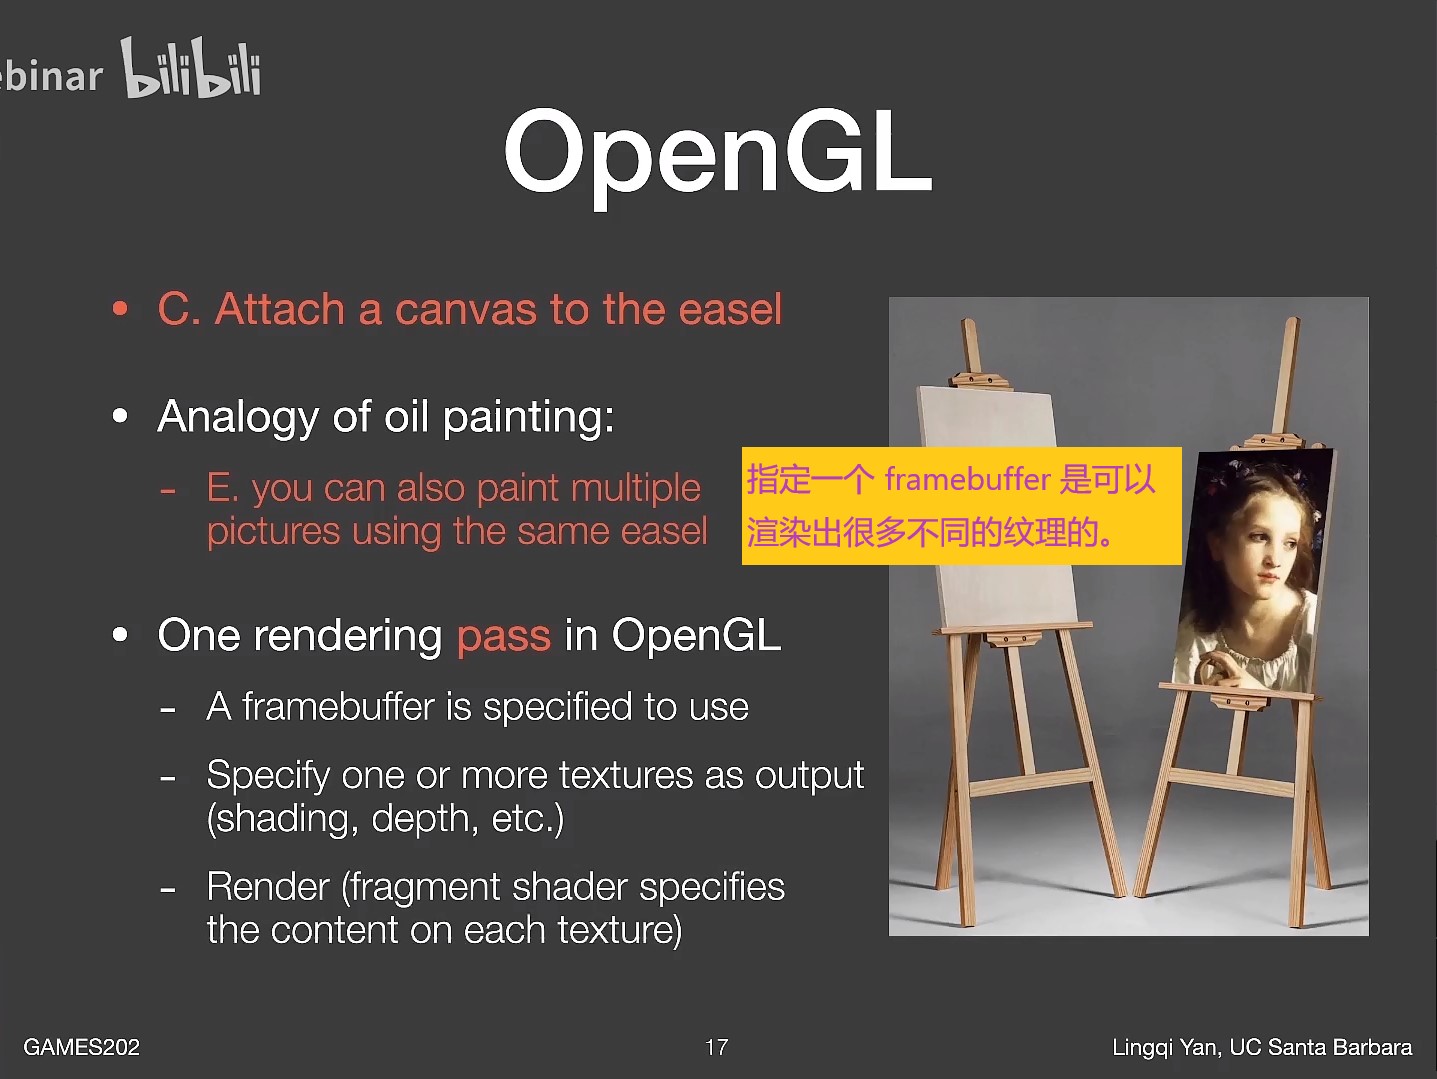 ebinar bilibili
OpenGL
• C. Attach a canvas to the easel
• Analogy of oil painting:
- E. you can also paint multiple
pictures using the same easel
指定一个 framebuffer 是可以
渲染出很多不同的纹理的。
• One rendering pass in OpenGL
- A framebuffer is specified to use
- Specify one or more textures as output
(shading, depth, etc.)
- Render (fragment shader specifies
the content on each texture)
GAMES202
17
Lingqi Yan, UC Santa Barbara